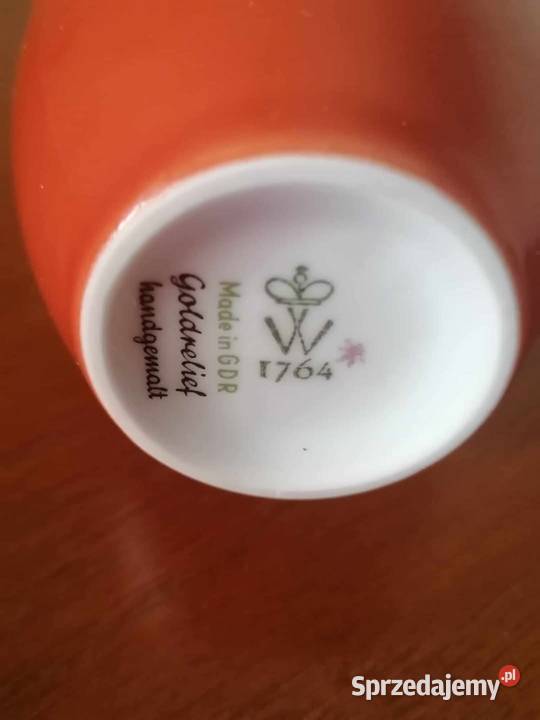 W
1764
Made in GDR
Goldrelief
handgemalt
Sprzedajemy.pl